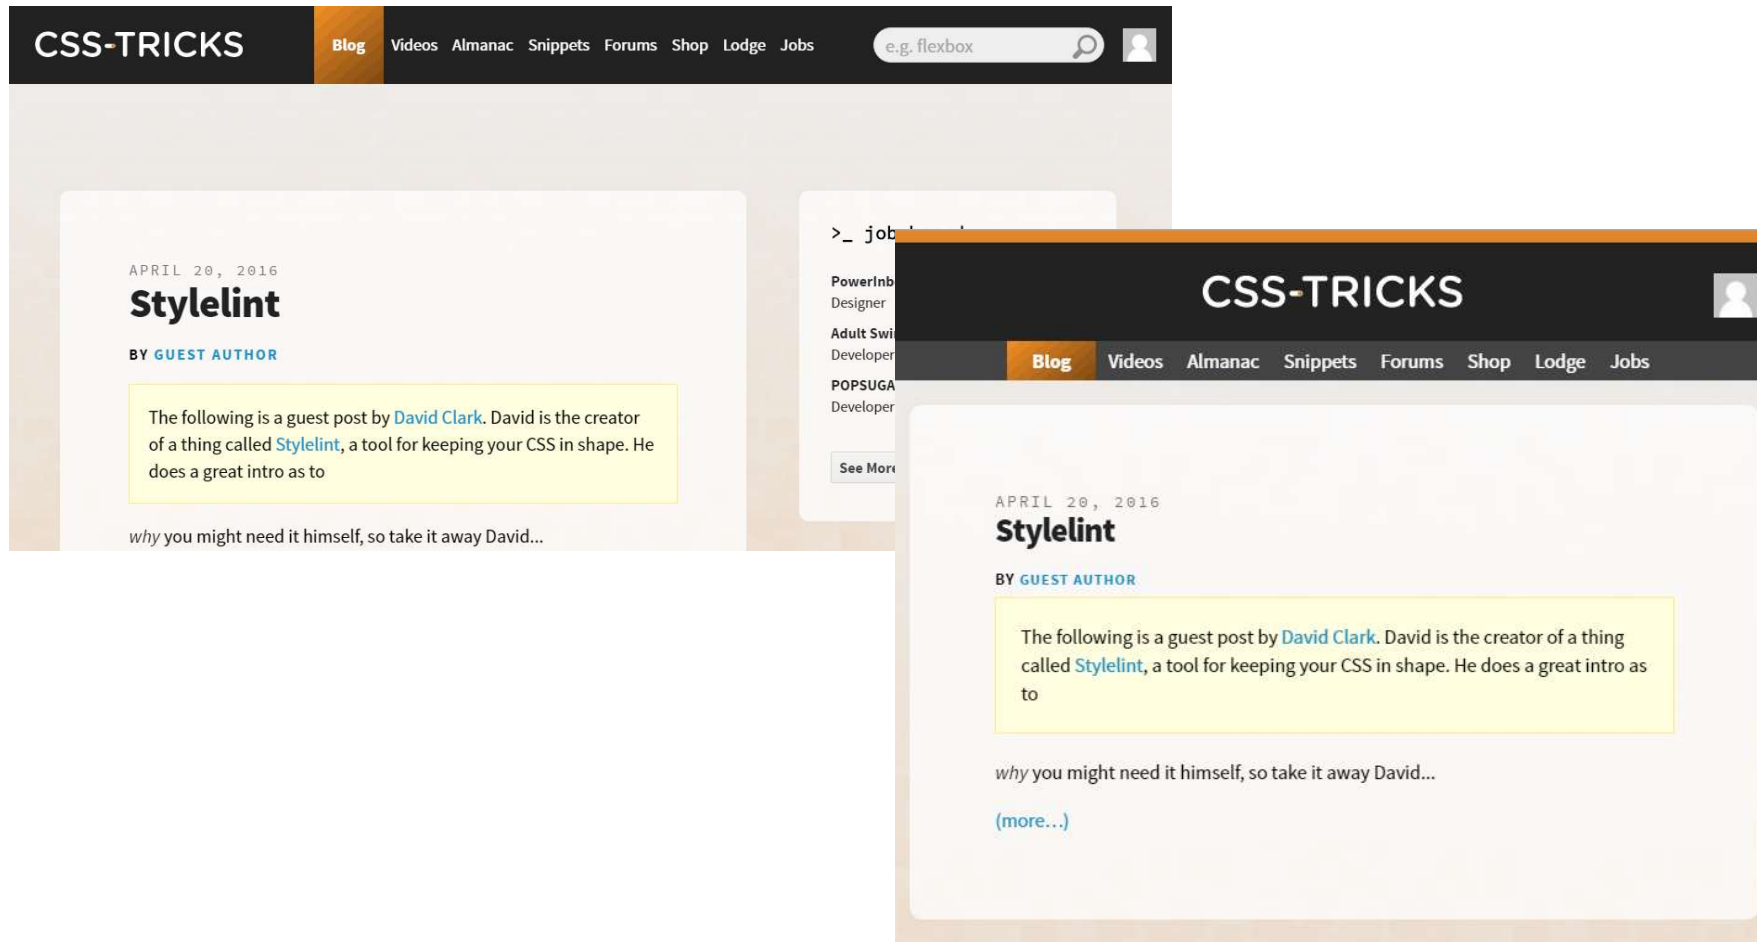 CSS-TRICKS
Blog Videos Almanac Snippets Forums Shop Lodge Jobs
e.g. flexbox
APRIL 20, 2016
Stylelint
BY GUEST AUTHOR
The following is a guest post by David Clark. David is the creator
of a thing called Stylelint, a tool for keeping your CSS in shape. He
does a great intro as to
why you might need it himself, so take it away David...
>_ job
PowerInb
Designer
Adult Swi
Developer
POPSUGA
Developer
See More
CSS-TRICKS
Blog Videos Almanac Snippets Forums Shop Lodge Jobs
APRIL 20, 2016
Stylelint
BY GUEST AUTHOR
The following is a guest post by David Clark. David is the creator of a thing
called Stylelint, a tool for keeping your CSS in shape. He does a great intro as
to
why you might need it himself, so take it away David...
(more...)